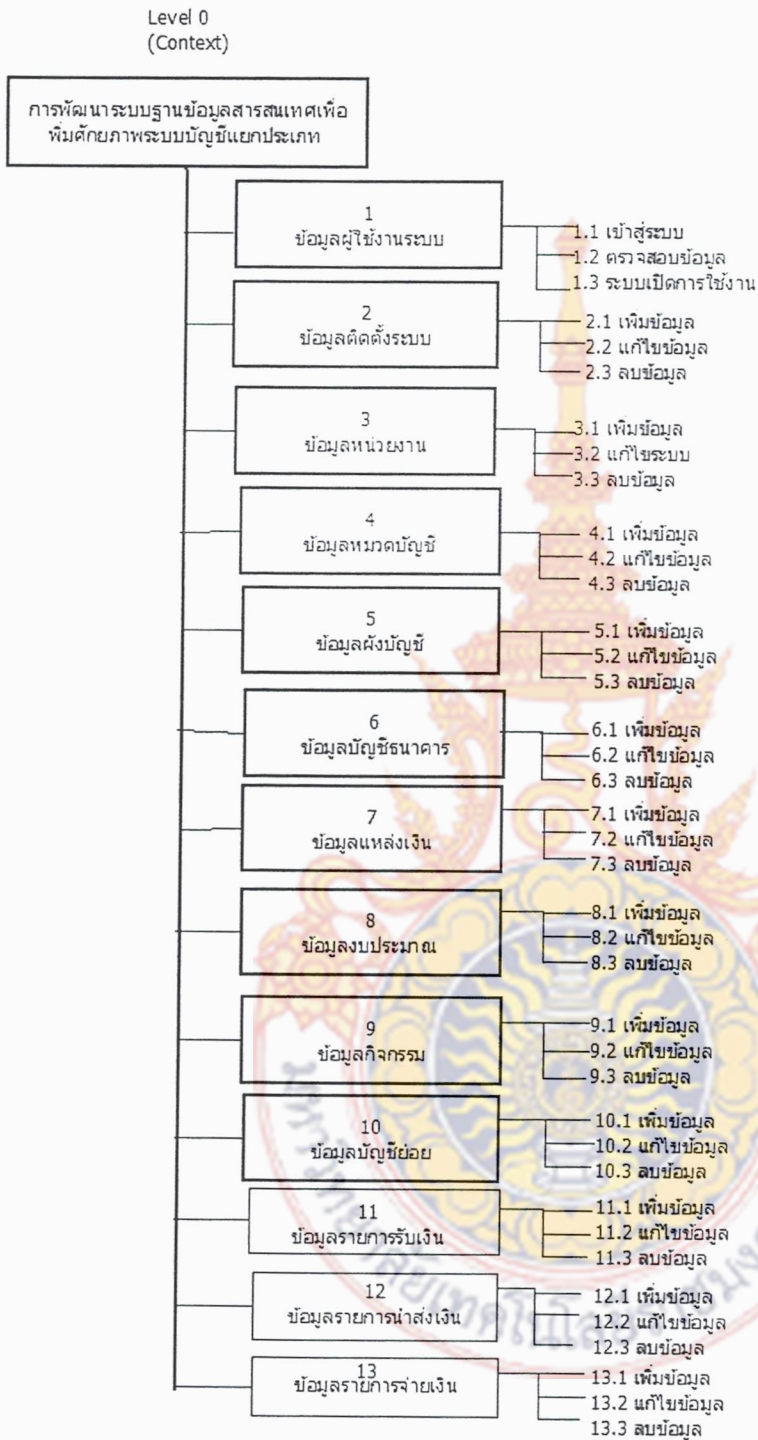 Level 0
(Context)
การพัฒนาระบบฐานข้อมูลสารสนเทศเพื่อ
พิ่มศักยภาพระบบบัญชีแยกประเภท
1
ข้อมูลผู้ใช้งานระบบ
1.1 เข้าสู่ระบบ
1.2 ตรวจสอบข้อมูล
1.3 ระบบเปิดการใช้งาน
2
ข้อมูลติดตั้งระบบ
2.1 เพิ่มข้อมูล
2.2 แก้ไขข้อมูล
2.3 ลบข้อมูล
3
ข้อมูลหน่วยงาน
3.1 เพิ่มข้อมูล
3.2 แก้ไขระบบ
3.3 ลบข้อมูล
4
ข้อมูลหมวดบัญชี
4.1 เพิ่มข้อมูล
4.2 แก้ไขข้อมูล
4.3 ลบข้อมูล
5
ข้อมูลผังบัญชี
5.1 เพิ่มข้อมูล
5.2 แก้ไขข้อมูล
5.3 ลบข้อมูล
6
ข้อมูลบัญชีธนาคาร
6.1 เพิ่มข้อมูล
6.2 แก้ไขข้อมูล
6.3 ลบข้อมูล
7
ข้อมูลแหล่งเงิน
7.1 เพิ่มข้อมูล
7.2 แก้ไขข้อมูล
7.3 ลบข้อมูล
8
ข้อมูลงบประมาณ
8.1 เพิ่มข้อมูล
8.2 แก้ไขข้อมูล
8.3 ลบข้อมูล
9
ข้อมูลกิจกรรม
9.1 เพิ่มข้อมูล
9.2 แก้ไขข้อมูล
9.3 ลบข้อมูล
10
ข้อมูลบัญชีย่อย
10.1 เพิ่มข้อมูล
10.2 แก้ไขข้อมูล
10.3 ลบข้อมูล
11
ข้อมูลรายการรับเงิน
11.1 เพิ่มข้อมูล
11.2 แก้ไขข้อมูล
11.3 ลบข้อมูล
12
ข้อมูลรายการนำส่งเงิน
12.1 เพิ่มข้อมูล
12.2 แก้ไขข้อมูล
12.3 ลบข้อมูล
13
ข้อมูลรายการจ่ายเงิน
13.1 เพิ่มข้อมูล
13.2 แก้ไขข้อมูล
13.3 ลบข้อมูล